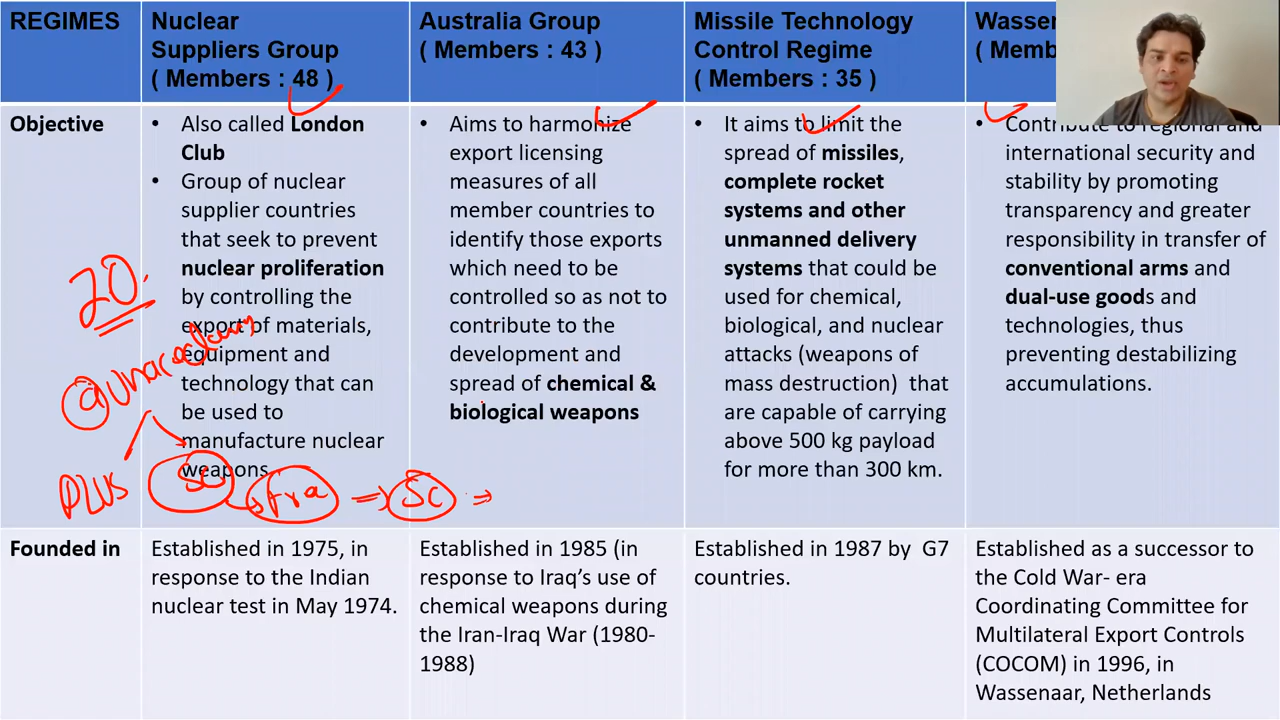 REGIMES
Nuclear
Suppliers Group
( Members : 48 )
Australia Group
( Members : 43 )
Missile Technology
Control Regime
( Members : 35 )
Objective
• Also called London
Club
• Group of nuclear
supplier countries
that seek to prevent
nuclear proliferation
by controlling the
export of materials,
equipment and
technology that can
be used to
manufacture nuclear
weapons
• Aims to harmonize
export licensing
measures of all
member countries to
identify those exports
which need to be
controlled so as not to
contribute to the
development and
spread of chemical &
biological weapons
• It aims to limit the
spread of missiles,
complete rocket
systems and other
unmanned delivery
systems that could be
used for chemical,
biological, and nuclear
attacks (weapons of
mass destruction) that
are capable of carrying
above 500 kg payload
for more than 300 km.
• Contribute to regional and
international security and
stability by promoting
transparency and greater
responsibility in transfer of
conventional arms and
dual-use goods and
technologies, thus
preventing destabilizing
accumulations.
20
PLUS
SC
SC
Founded in
Established in 1975, in
response to the Indian
nuclear test in May 1974.
Established in 1985 (in
response to Iraq's use of
chemical weapons during
the Iran-Iraq War (1980-
1988)
Established in 1987 by G7
countries.
Established as a successor to
the Cold War- era
Coordinating Committee for
Multilateral Export Controls
(COCOM) in 1996, in
Wassenaar, Netherlands